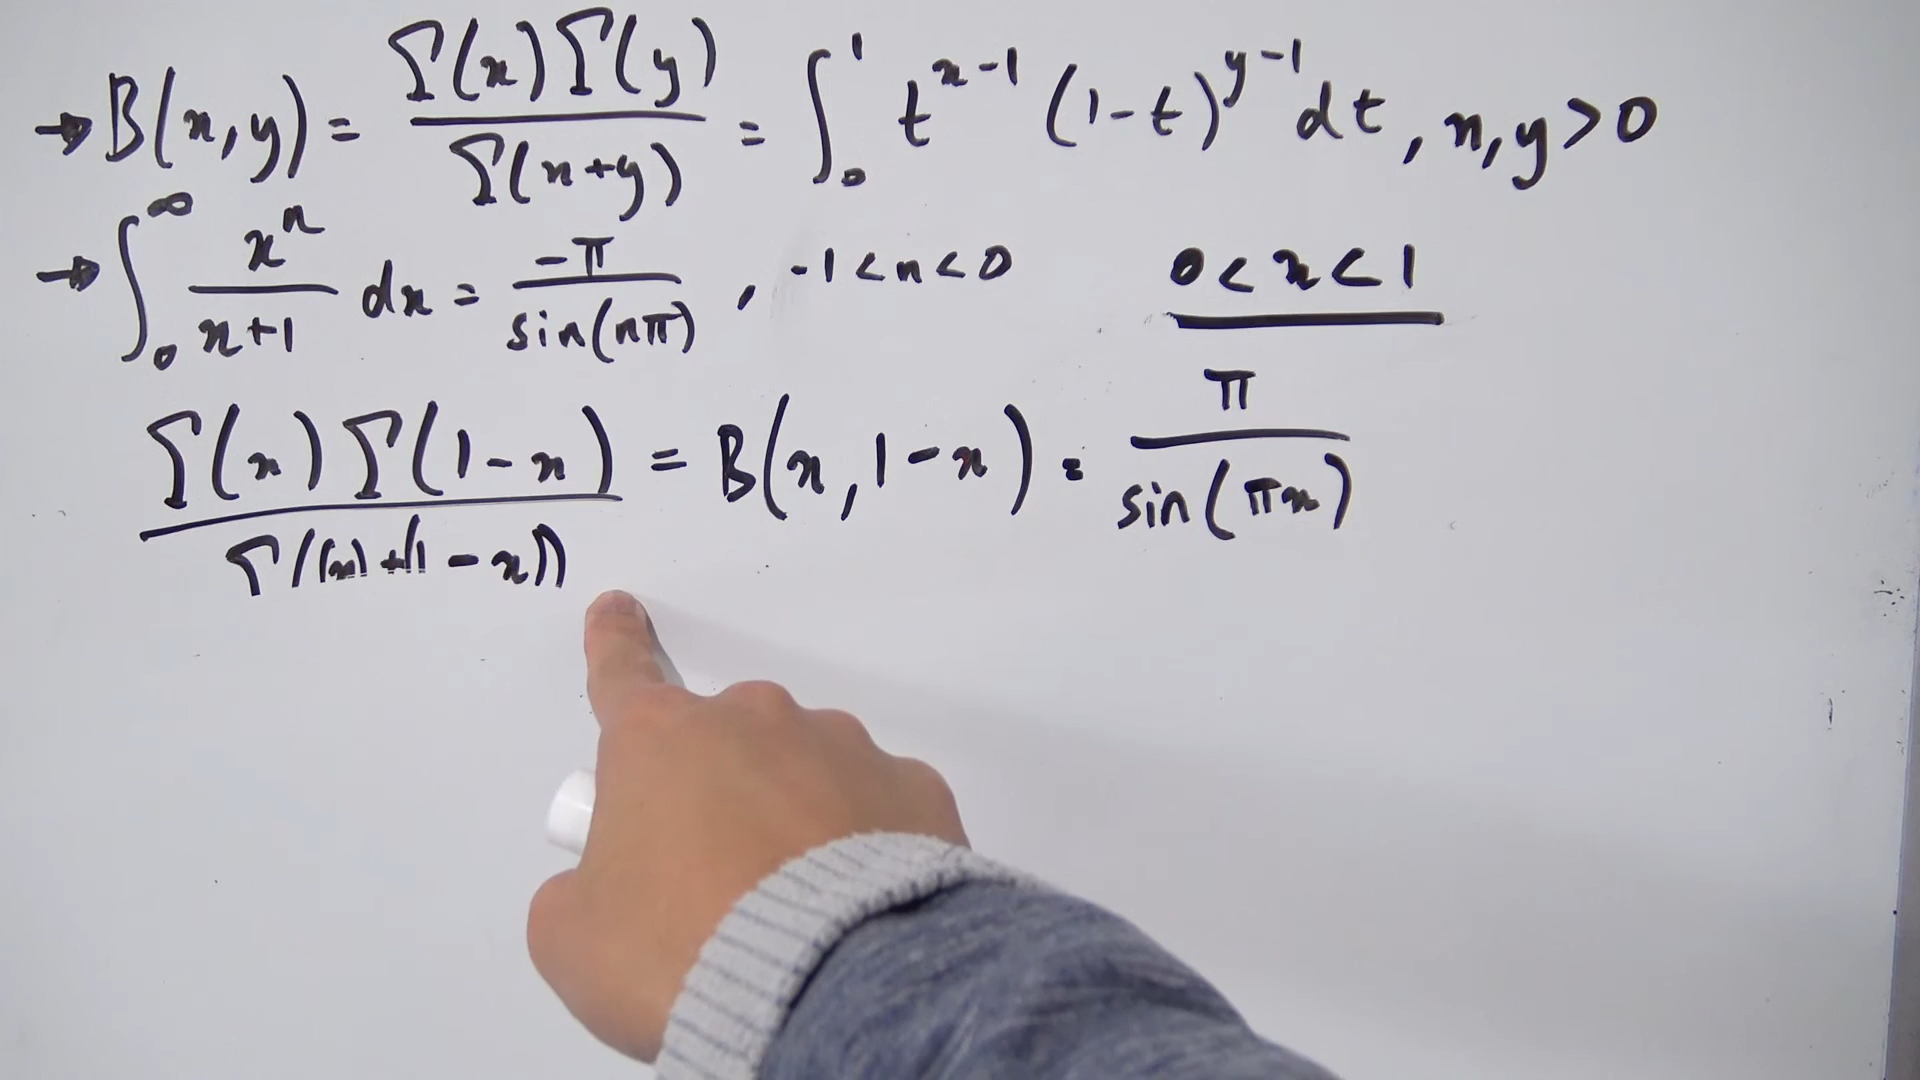 → B(x,y) = Γ(x)Γ(y) / Γ(x+y) = ∫₀¹ t^(x-1) (1-t)^(y-1) dt, x,y>0
→ ∫₀^∞ x^n / (x+1) dx = -π / sin(nπ), -1<n<0
0<x<1
Γ(x)Γ(1-x) / Γ((x)+(1-x)) = B(x,1-x) = π / sin(πx)